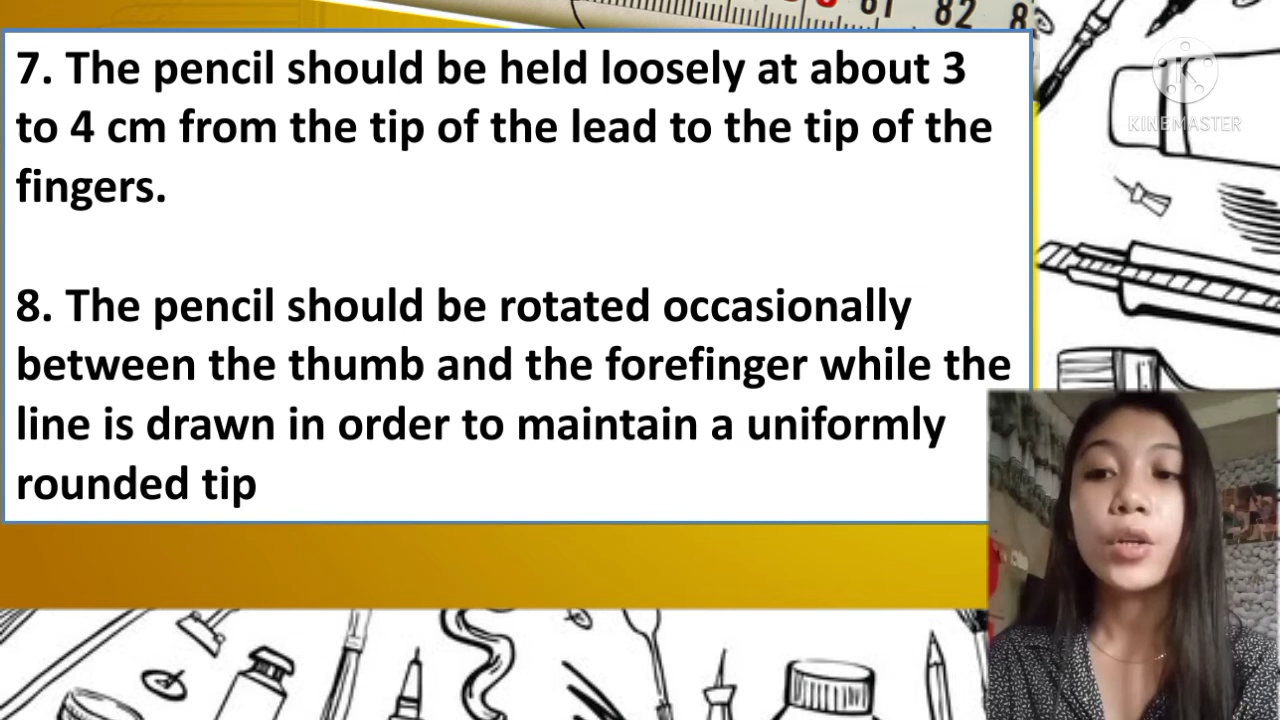 81 82 8
7. The pencil should be held loosely at about 3
to 4 cm from the tip of the lead to the tip of the
fingers.
8. The pencil should be rotated occasionally
between the thumb and the forefinger while the
line is drawn in order to maintain a uniformly
rounded tip
K
KINEMASTER